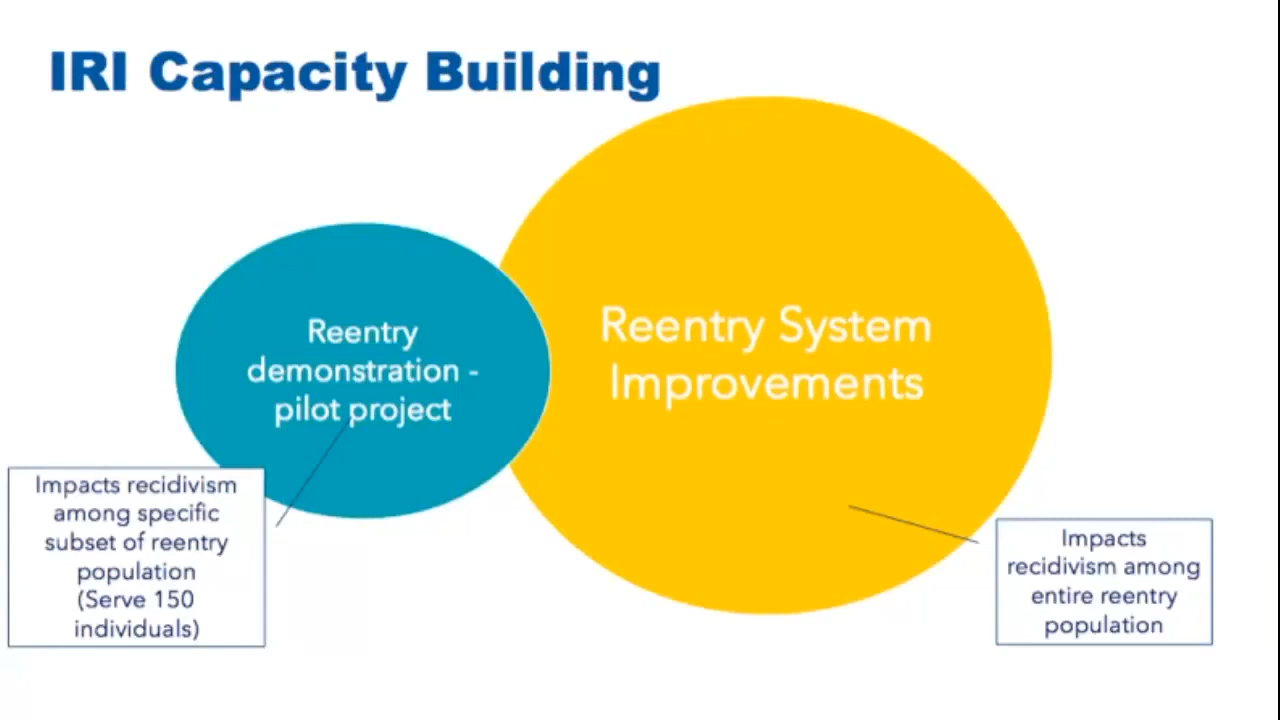 IRI Capacity Building
Reentry
demonstration -
pilot project
Reentry System
Improvements
Impacts recidivism
among specific
subset of reentry
population
(Serve 150
individuals)
Impacts
recidivism among
entire reentry
population